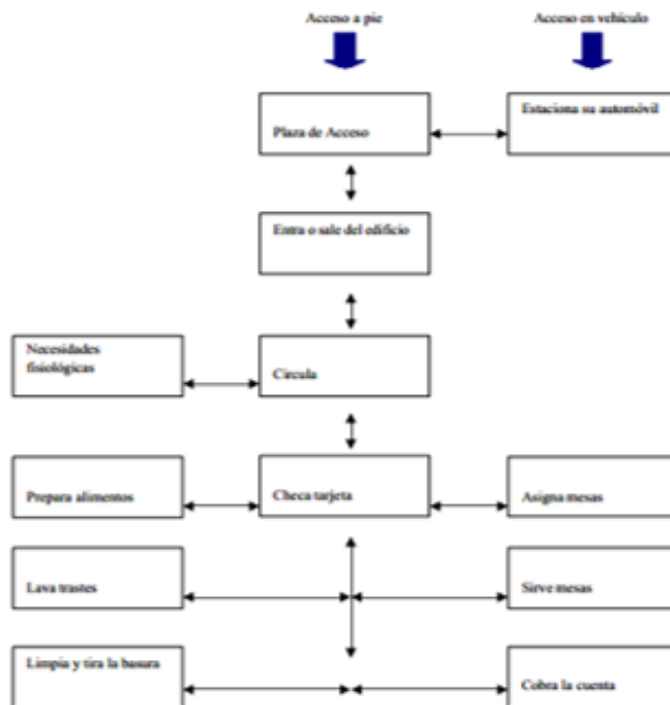 Acceso a pie
Acceso en vehículo
Plaza de Acceso
Estaciona su automóvil
Entra o sale del edificio
Necesidades
fisiológicas
Circula
Prepara alimentos
Checa tarjeta
Asigna mesas
Lava trastes
Sirve mesas
Limpia y tira la basura
Cobra la cuenta